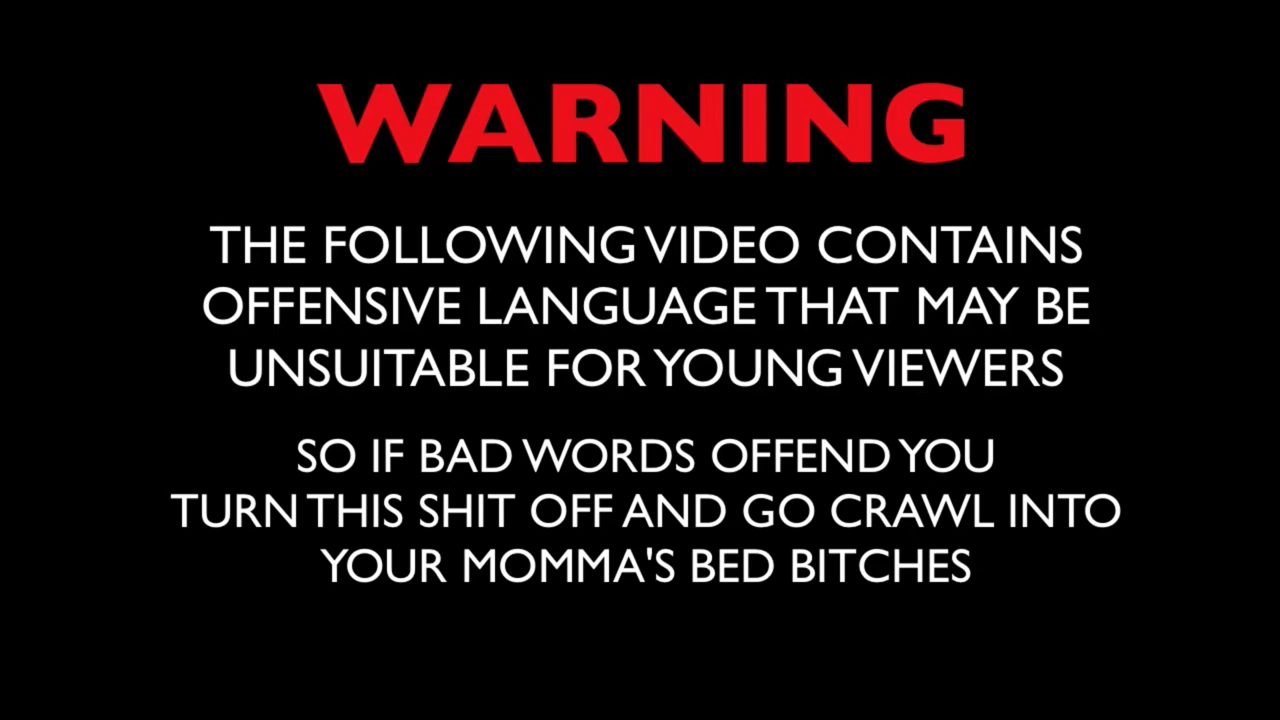 WARNING
THE FOLLOWING VIDEO CONTAINS
OFFENSIVE LANGUAGE THAT MAY BE
UNSUITABLE FOR YOUNG VIEWERS
SO IF BAD WORDS OFFEND YOU
TURN THIS SHIT OFF AND GO CRAWL INTO
YOUR MOMMA'S BED BITCHES